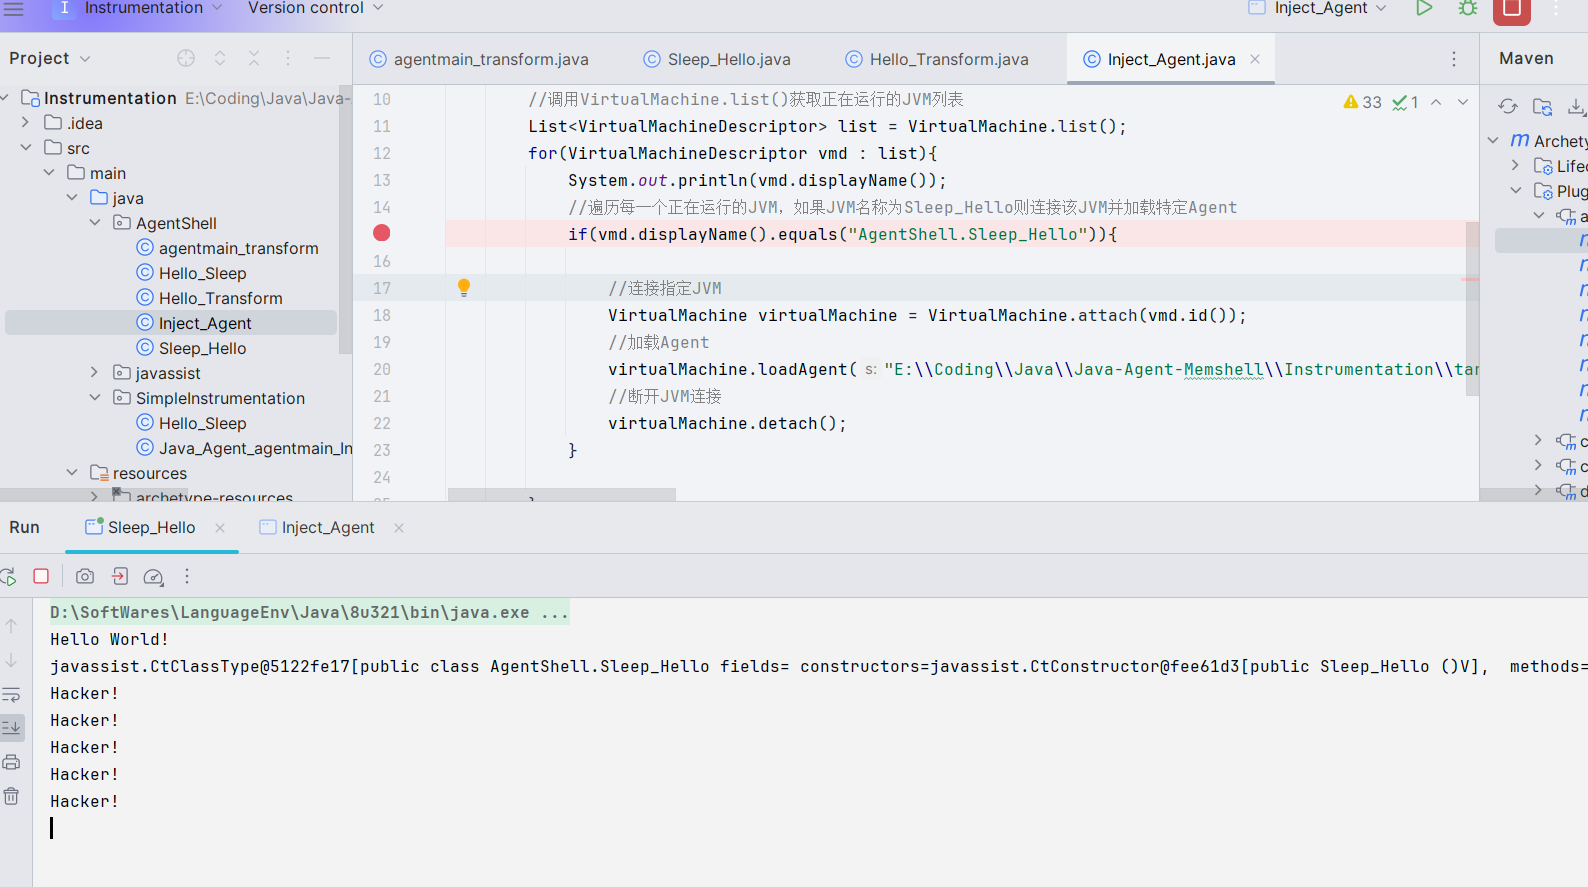 I Instrumentation Version control Inject_Agent
Project
agentmain_transform.java Sleep_Hello.java Hello_Transform.java Inject_Agent.java
Maven
Instrumentation E:\Coding\Java\Java-
.idea
src
main
java
AgentShell
agentmain_transform
Hello_Sleep
Hello_Transform
Inject_Agent
Sleep_Hello
javassist
SimpleInstrumentation
Hello_Sleep
Java_Agent_agentmain_In
resources
archetype-resources
33 1
10 //调用VirtualMachine.list()获取正在运行的JVM列表
11 List<VirtualMachineDescriptor> list = VirtualMachine.list();
12 for(VirtualMachineDescriptor vmd : list){
13 System.out.println(vmd.displayName());
14 //遍历每一个正在运行的JVM，如果JVM名称为Sleep_Hello则连接该JVM并加载特定Agent
if(vmd.displayName().equals("AgentShell.Sleep_Hello")){
16
17 //连接指定JVM
18 VirtualMachine virtualMachine = VirtualMachine.attach(vmd.id());
19 //加载Agent
20 virtualMachine.loadAgent( s: "E:\\Coding\\Java\\Java-Agent-Memshell\\Instrumentation\\tar
21 //断开JVM连接
22 virtualMachine.detach();
23 }
24
m Archety
Lifec
Plug
a
c
c
d
Run Sleep_Hello Inject_Agent
D:\SoftWares\LanguageEnv\Java\8u321\bin\java.exe ...
Hello World!
javassist.CtClassType@5122fe17[public class AgentShell.Sleep_Hello fields= constructors=javassist.CtConstructor@fee61d3[public Sleep_Hello ()V], methods=
Hacker!
Hacker!
Hacker!
Hacker!
Hacker!